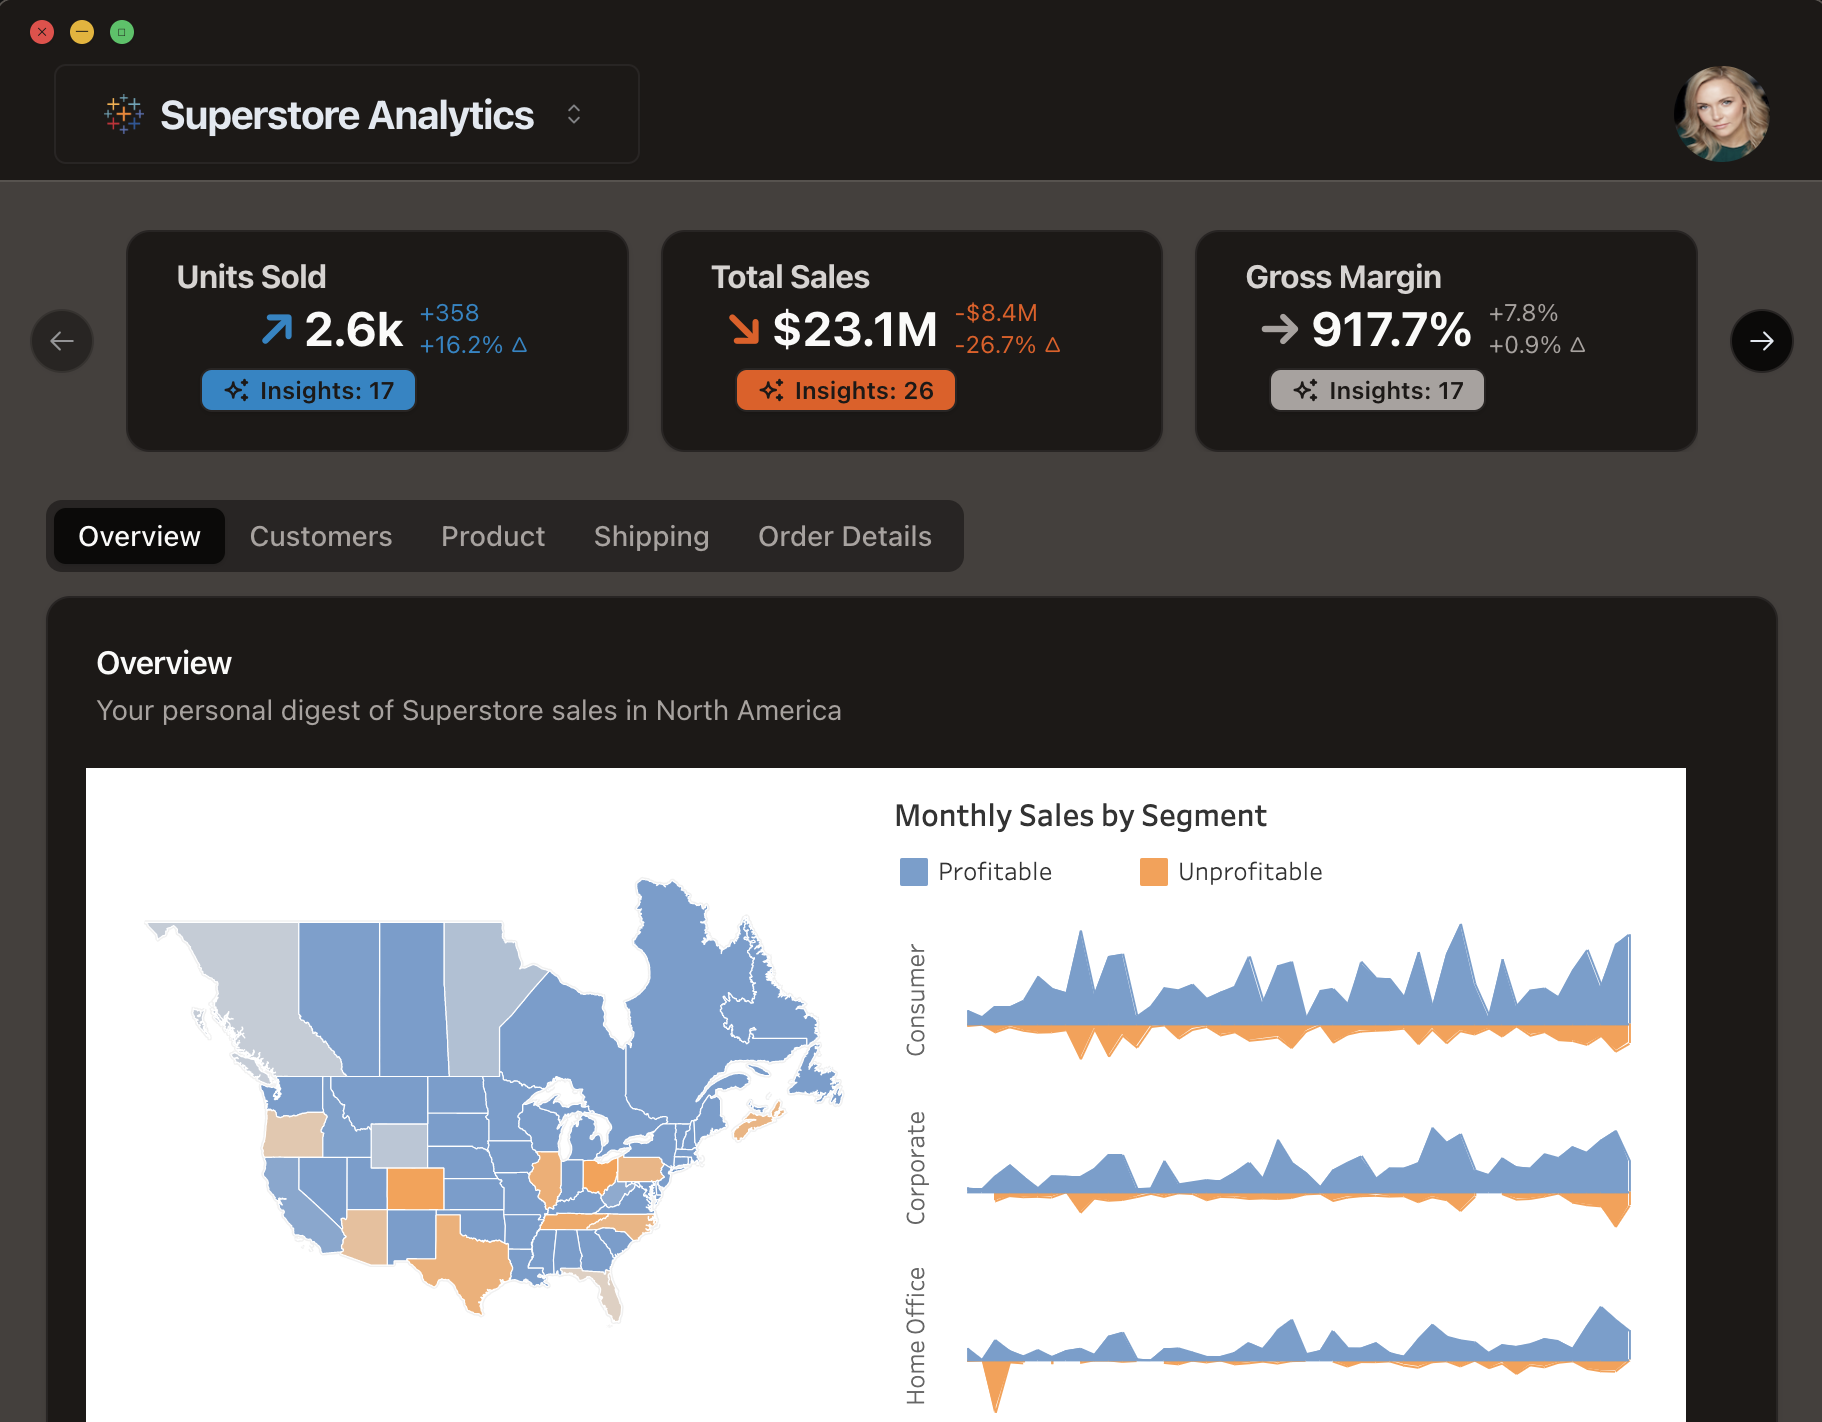 Superstore Analytics
Units Sold
2.6k
+358
+16.2% △
Insights: 17
Total Sales
$23.1M
-$8.4M
-26.7% △
Insights: 26
Gross Margin
917.7%
+7.8%
+0.9% △
Insights: 17
Overview
Customers
Product
Shipping
Order Details
Overview
Your personal digest of Superstore sales in North America
Monthly Sales by Segment
Profitable
Unprofitable
Consumer
Corporate
Home Office